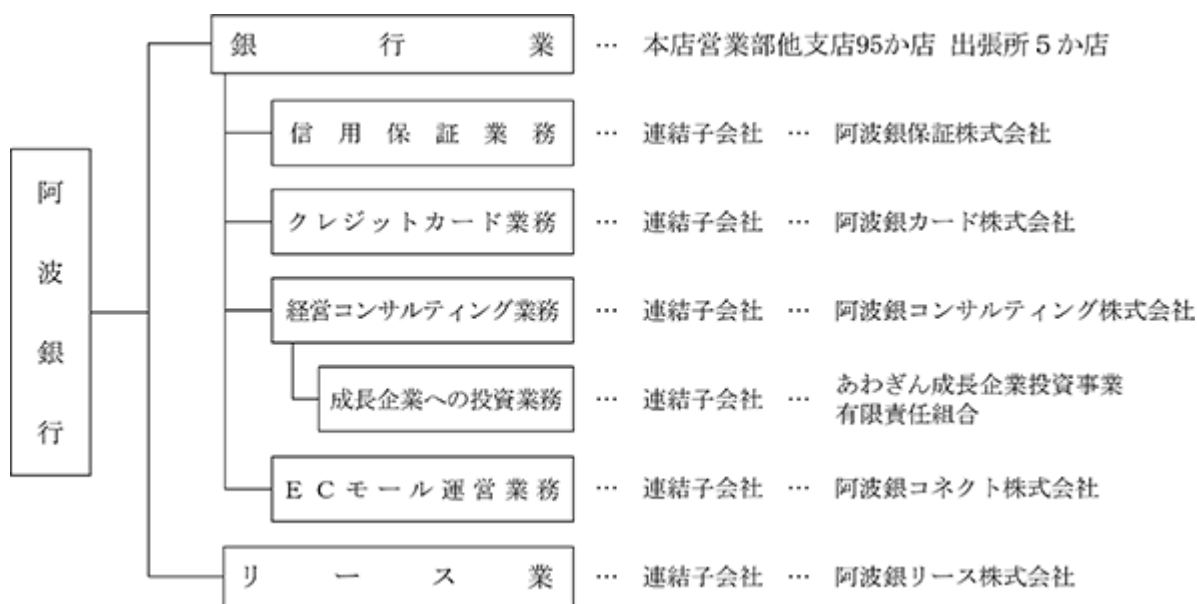 阿波銀行
銀行業 … 本店営業部他支店95か店 出張所5か店
信用保証業務 … 連結子会社 … 阿波銀保証株式会社
クレジットカード業務 … 連結子会社 … 阿波銀カード株式会社
経営コンサルティング業務 … 連結子会社 … 阿波銀コンサルティング株式会社
成長企業への投資業務 … 連結子会社 … あわぎん成長企業投資事業
有限責任組合
ECモール運営業務 … 連結子会社 … 阿波銀コネクト株式会社
リース業 … 連結子会社 … 阿波銀リース株式会社